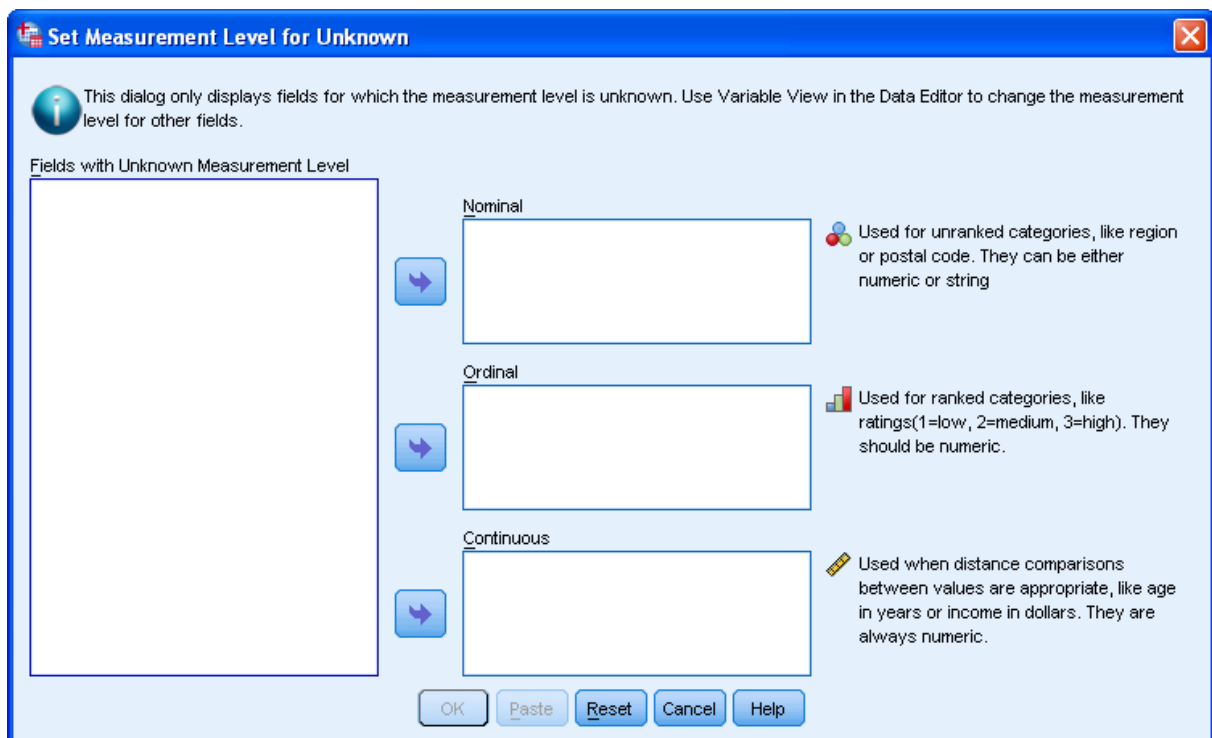 Set Measurement Level for Unknown
This dialog only displays fields for which the measurement level is unknown. Use Variable View in the Data Editor to change the measurement
level for other fields.
Fields with Unknown Measurement Level
Nominal
Used for unranked categories, like region
or postal code. They can be either
numeric or string
Ordinal
Used for ranked categories, like
ratings(1=low, 2=medium, 3=high). They
should be numeric.
Continuous
Used when distance comparisons
between values are appropriate, like age
in years or income in dollars. They are
always numeric.
OK Paste Reset Cancel Help